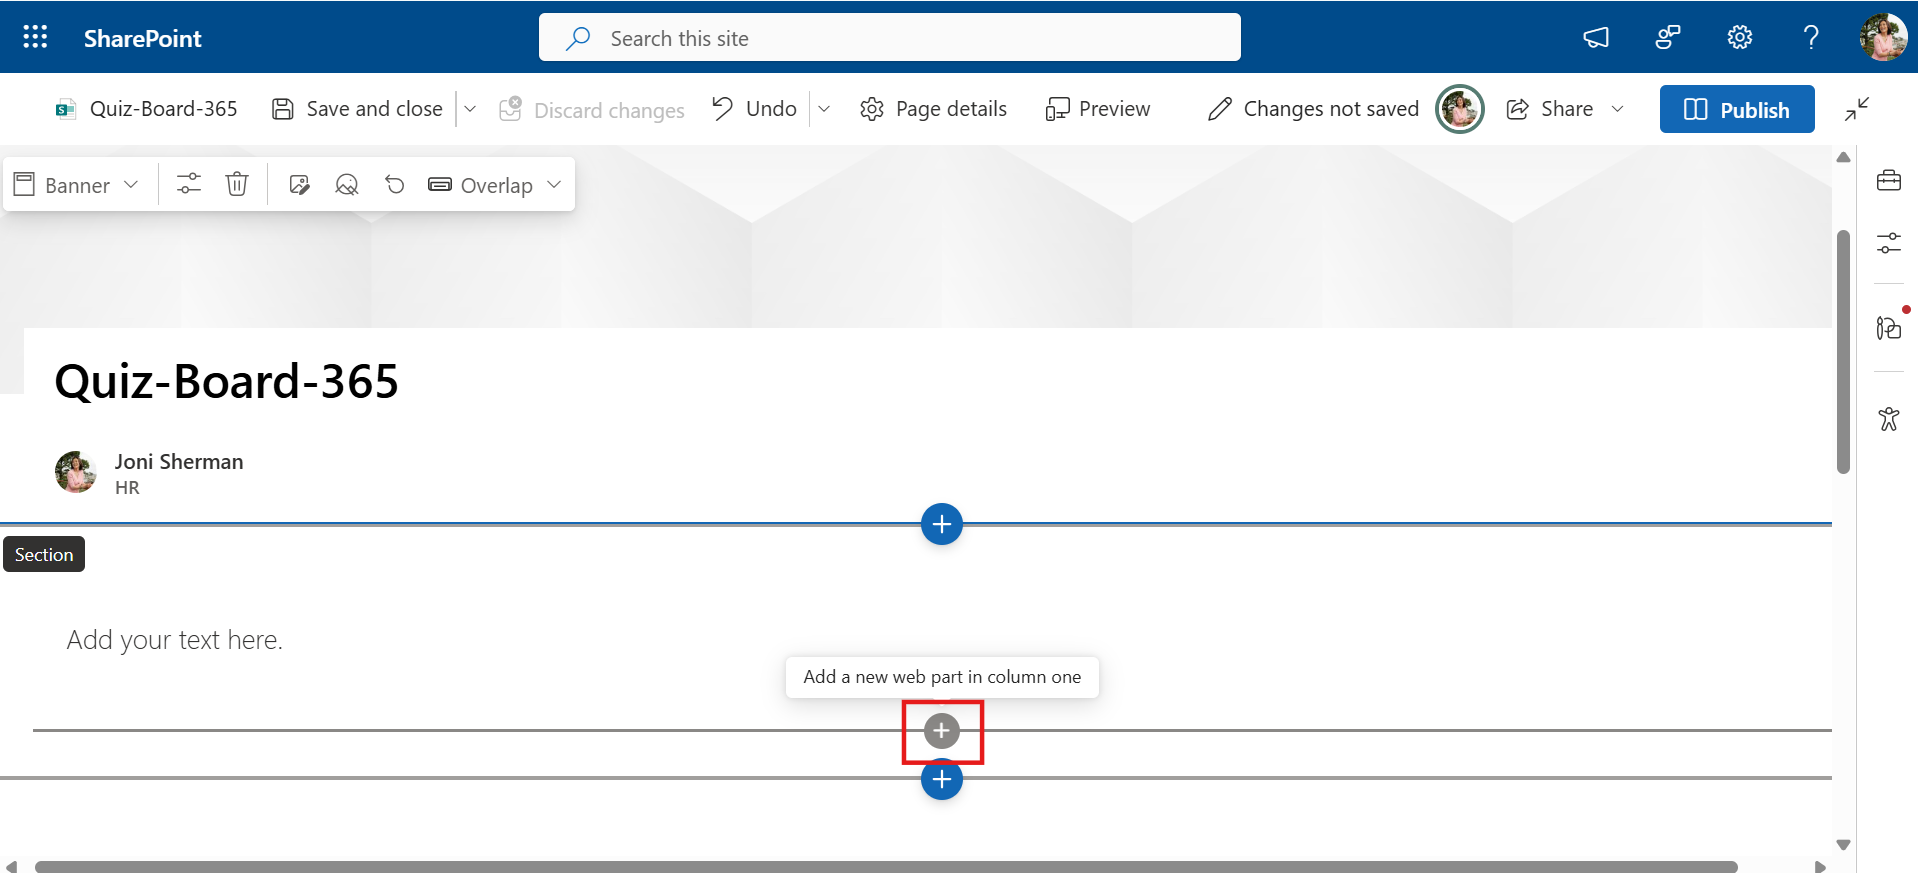 SharePoint
Search this site
Quiz-Board-365
Save and close
Discard changes
Undo
Page details
Preview
Changes not saved
Share
Publish
Banner
Overlap
Quiz-Board-365
Joni Sherman
HR
Section
Add your text here.
Add a new web part in column one